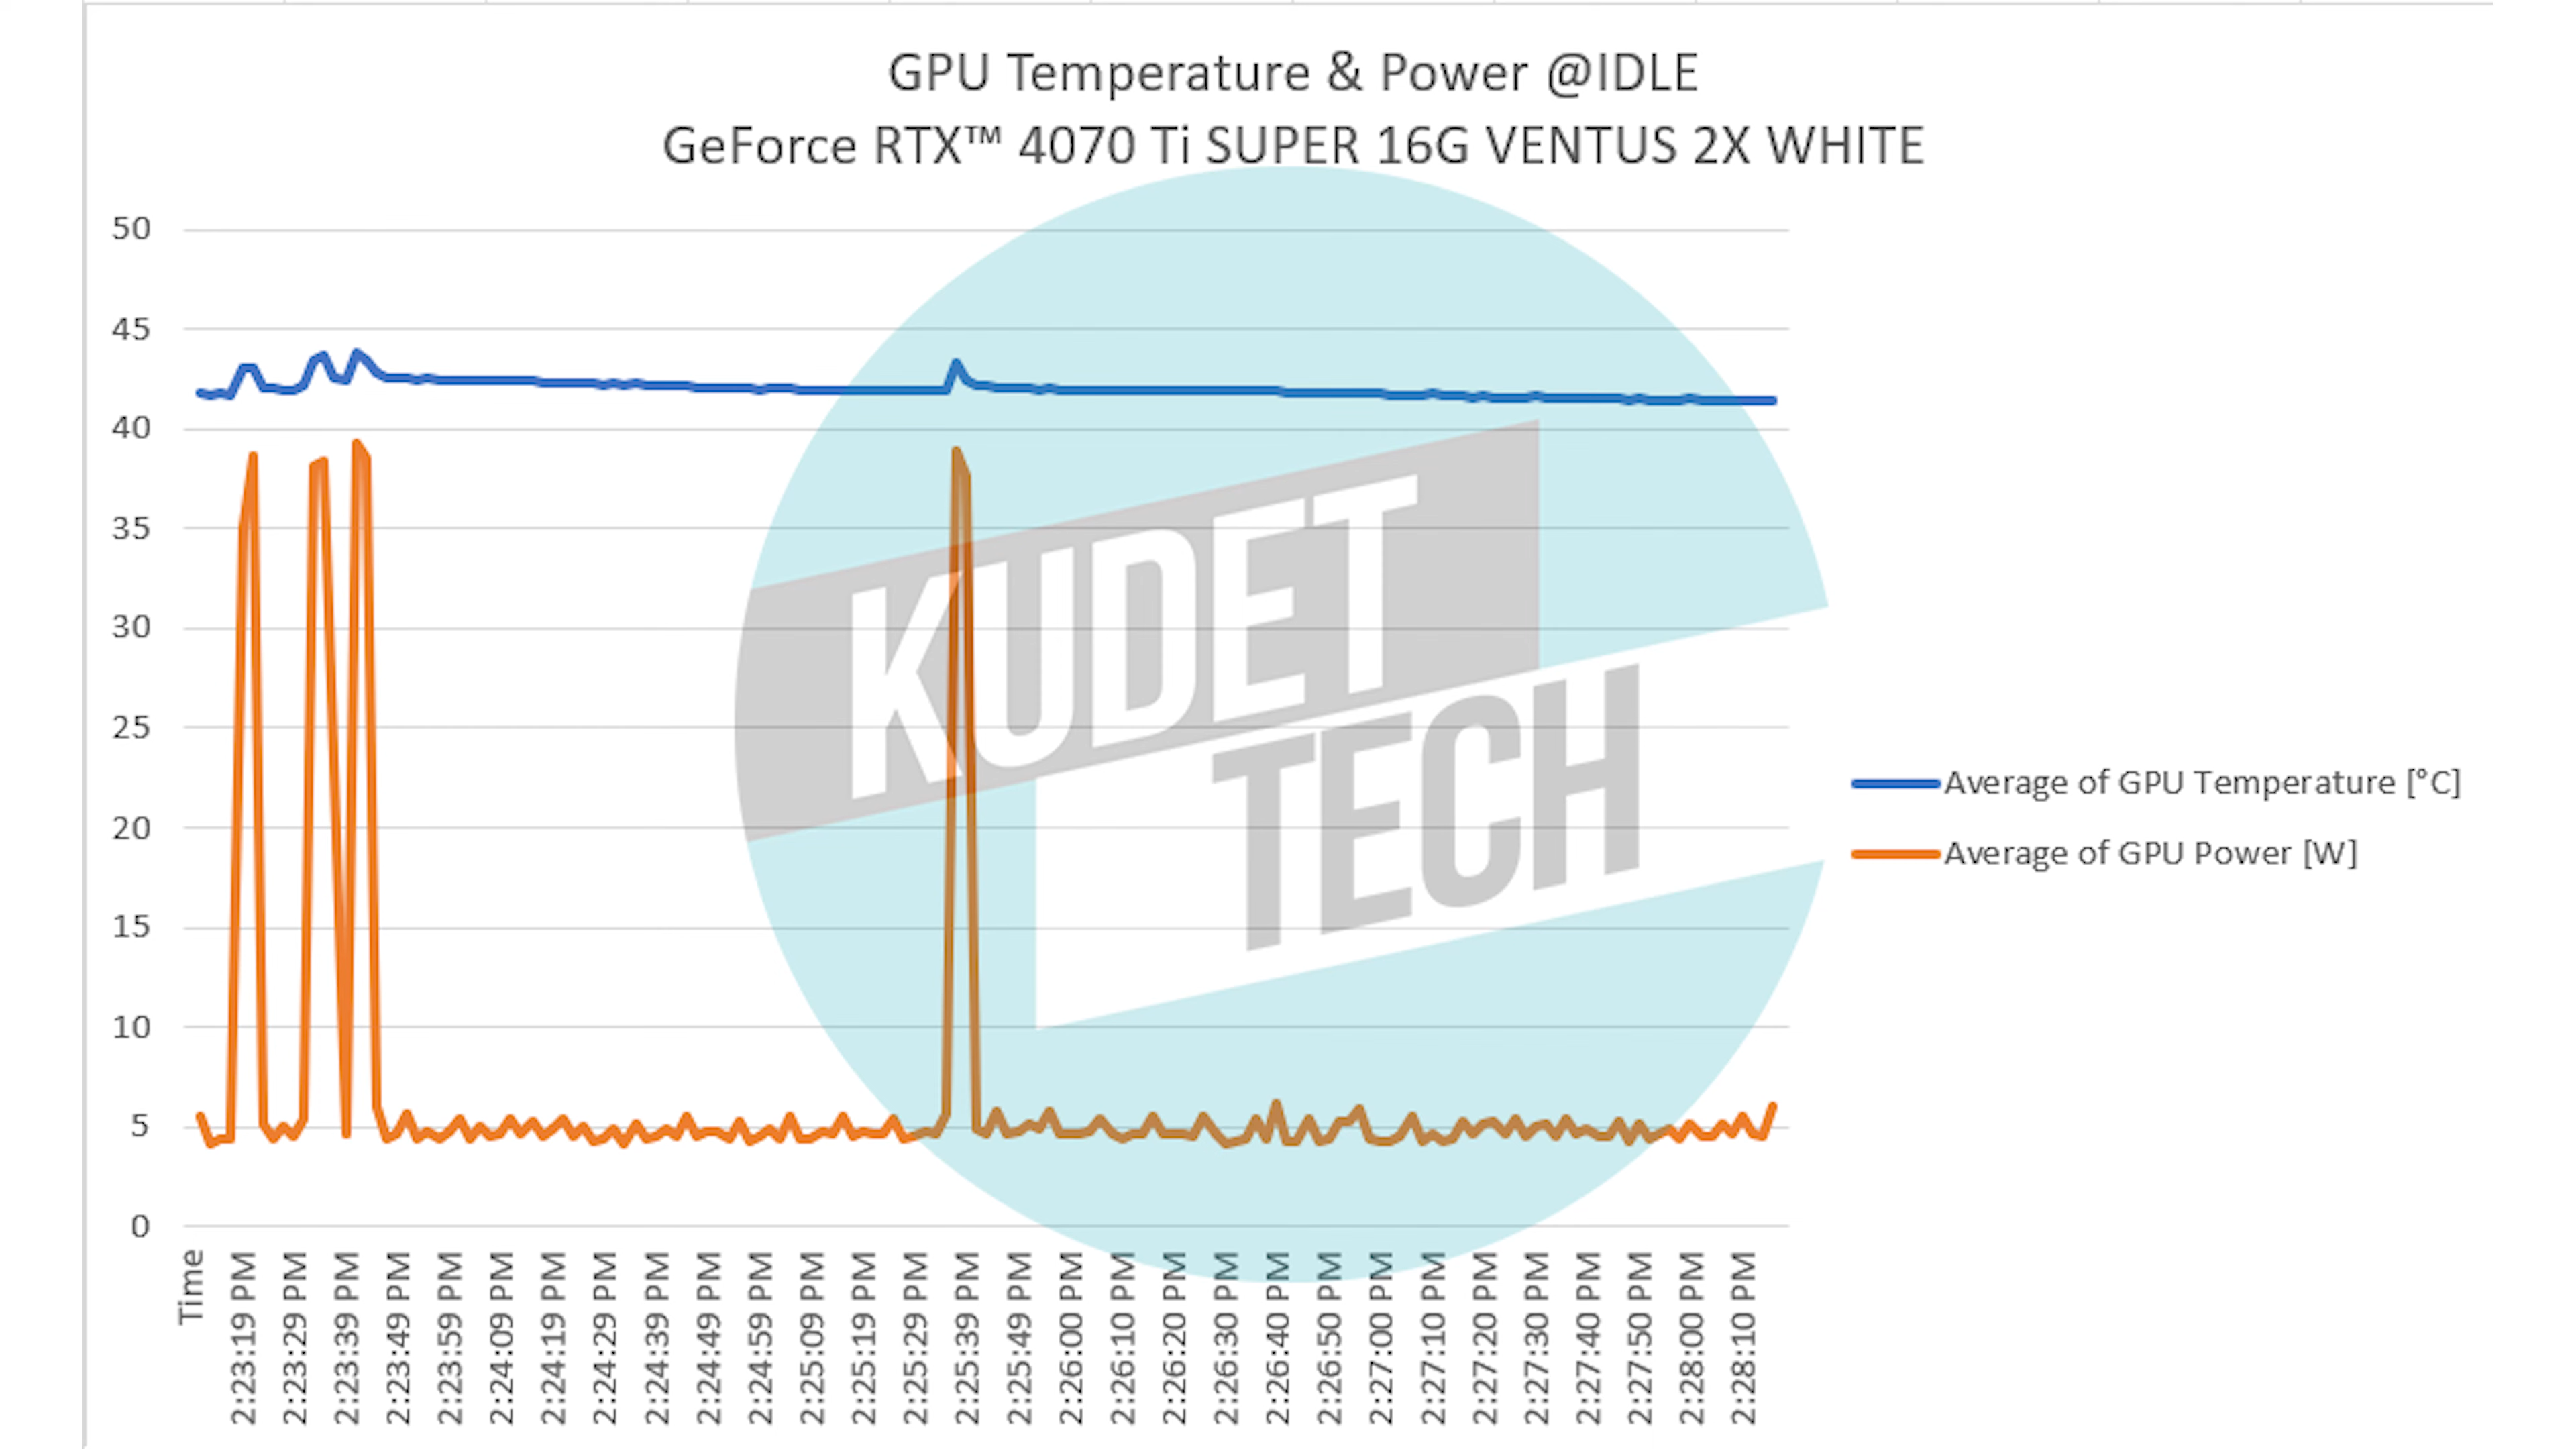 GPU Temperature & Power @IDLE
GeForce RTX™ 4070 Ti SUPER 16G VENTUS 2X WHITE
50
45
40
35
30
25
20
15
10
5
0
KUDET
TECH
Average of GPU Temperature [°C]
Average of GPU Power [W]
Time
2:23:19 PM
2:23:29 PM
2:23:39 PM
2:23:49 PM
2:23:59 PM
2:24:09 PM
2:24:19 PM
2:24:29 PM
2:24:39 PM
2:24:49 PM
2:24:59 PM
2:25:09 PM
2:25:19 PM
2:25:29 PM
2:25:39 PM
2:25:49 PM
2:26:00 PM
2:26:10 PM
2:26:20 PM
2:26:30 PM
2:26:40 PM
2:26:50 PM
2:27:00 PM
2:27:10 PM
2:27:20 PM
2:27:30 PM
2:27:40 PM
2:27:50 PM
2:28:00 PM
2:28:10 PM